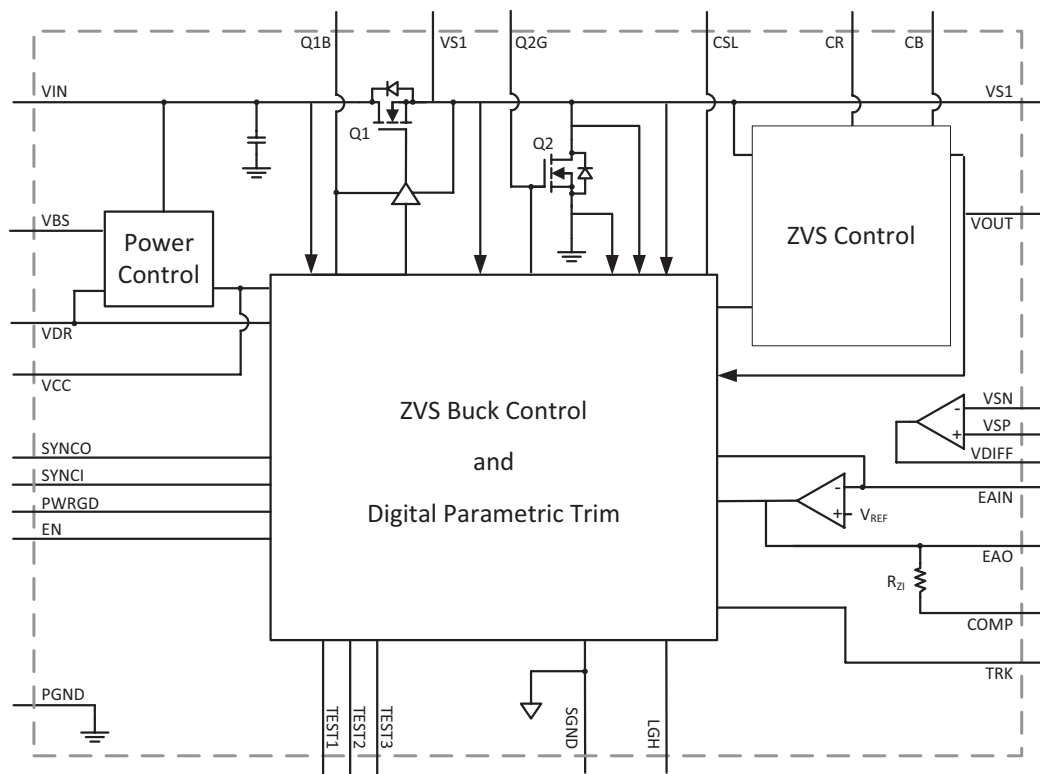 Q1B
VS1
Q2G
CSL
CR
CB
VIN
VS1
Q1
Q2
VBS
Power
Control
ZVS Control
VOUT
VDR
VCC
ZVS Buck Control
and
Digital Parametric Trim
-
VSN
+
VSP
VDIFF
SYNCO
SYNCI
PWRGD
EN
-
EAIN
+
VREF
EAO
RZI
COMP
TRK
PGND
TEST1
TEST2
TEST3
SGND
LGH